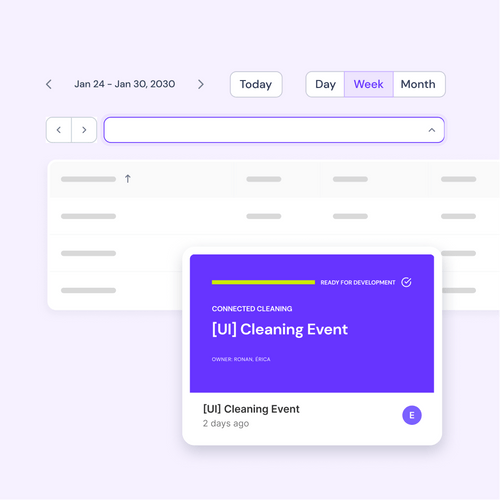 Jan 24 - Jan 30, 2030
Today
Day
Week
Month
READY FOR DEVELOPMENT
CONNECTED CLEANING
[UI] Cleaning Event
OWNER: RONAN, ERICA
[UI] Cleaning Event
2 days ago
E